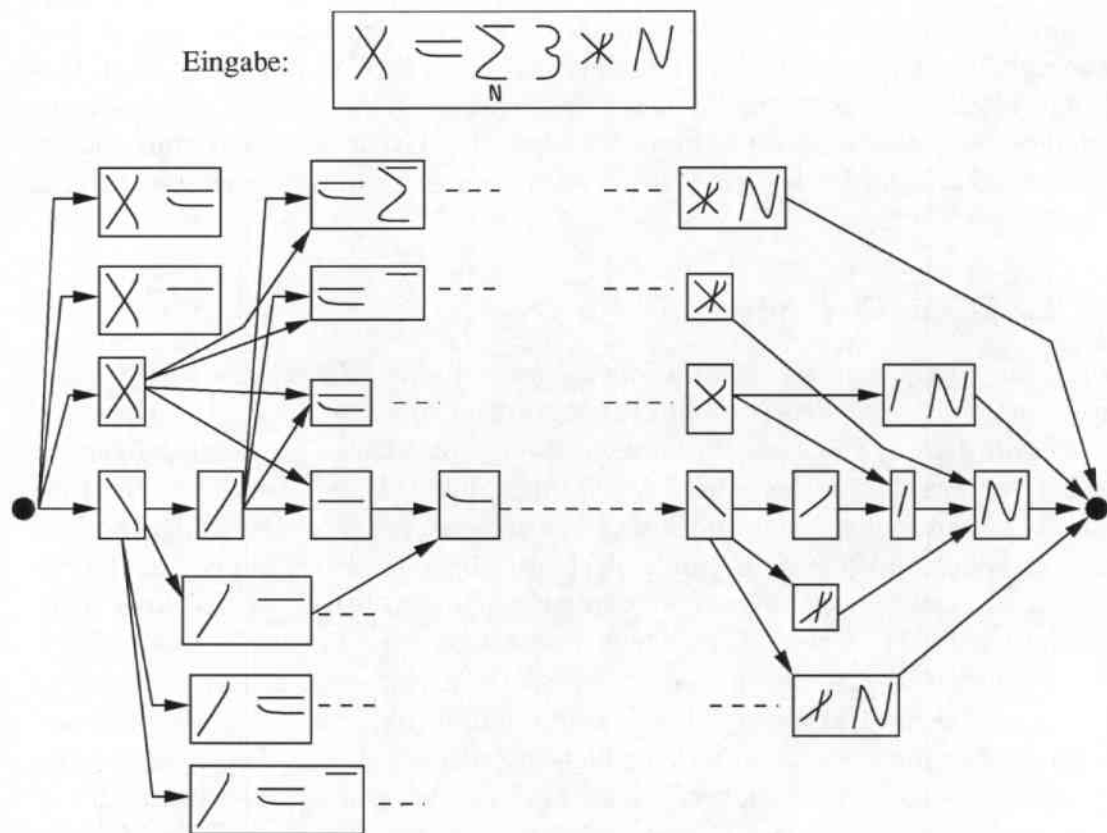 Eingabe: X = ∑ 3 * N
N
X = = ∑ * N
X — = — *
X = X I N
\ / — - \ / I N
/ — *
/ = * N
/ = —